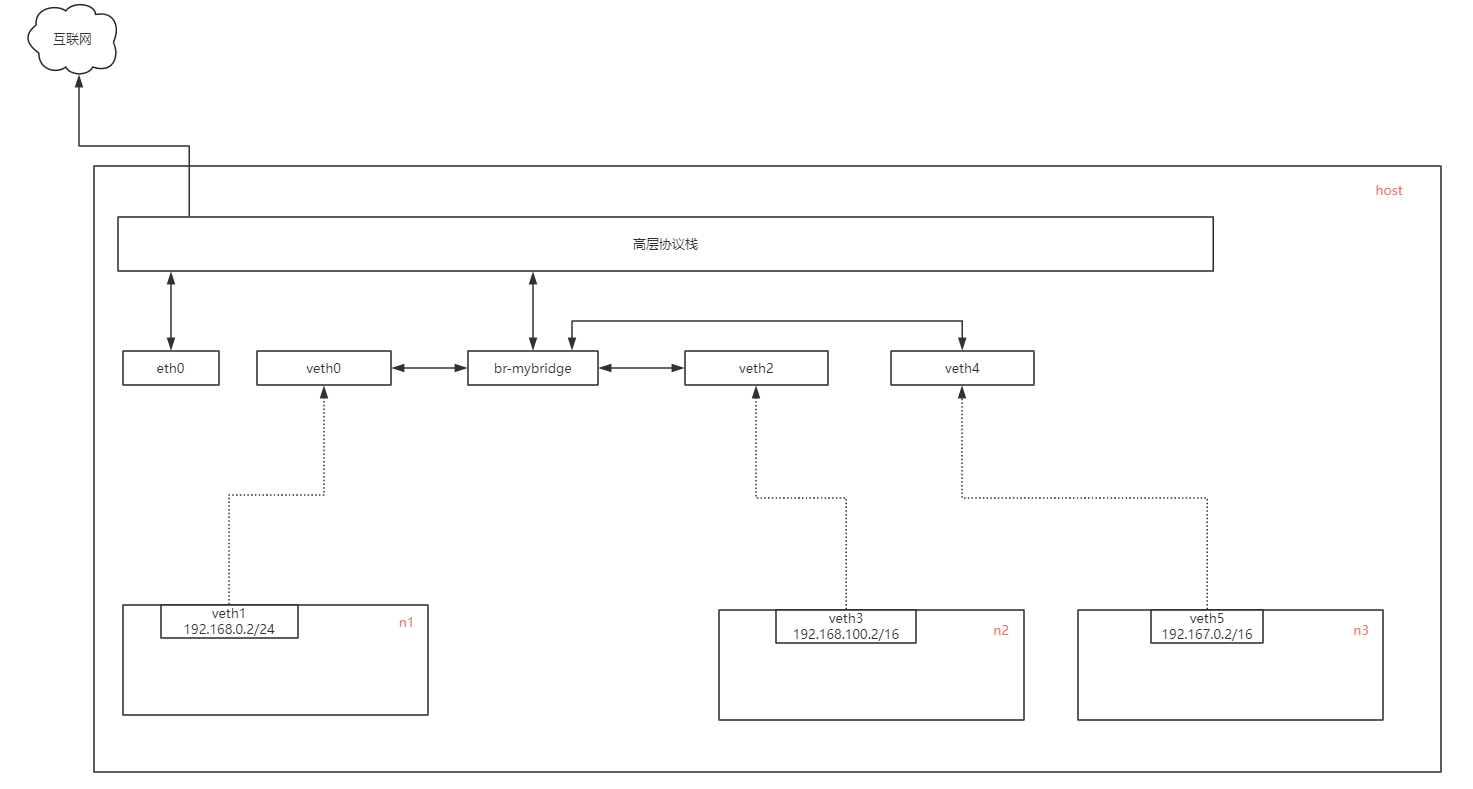 互联网
host
高层协议栈
eth0
veth0
br-mybridge
veth2
veth4
veth1
192.168.0.2/24
n1
veth3
192.168.100.2/16
n2
veth5
192.167.0.2/16
n3